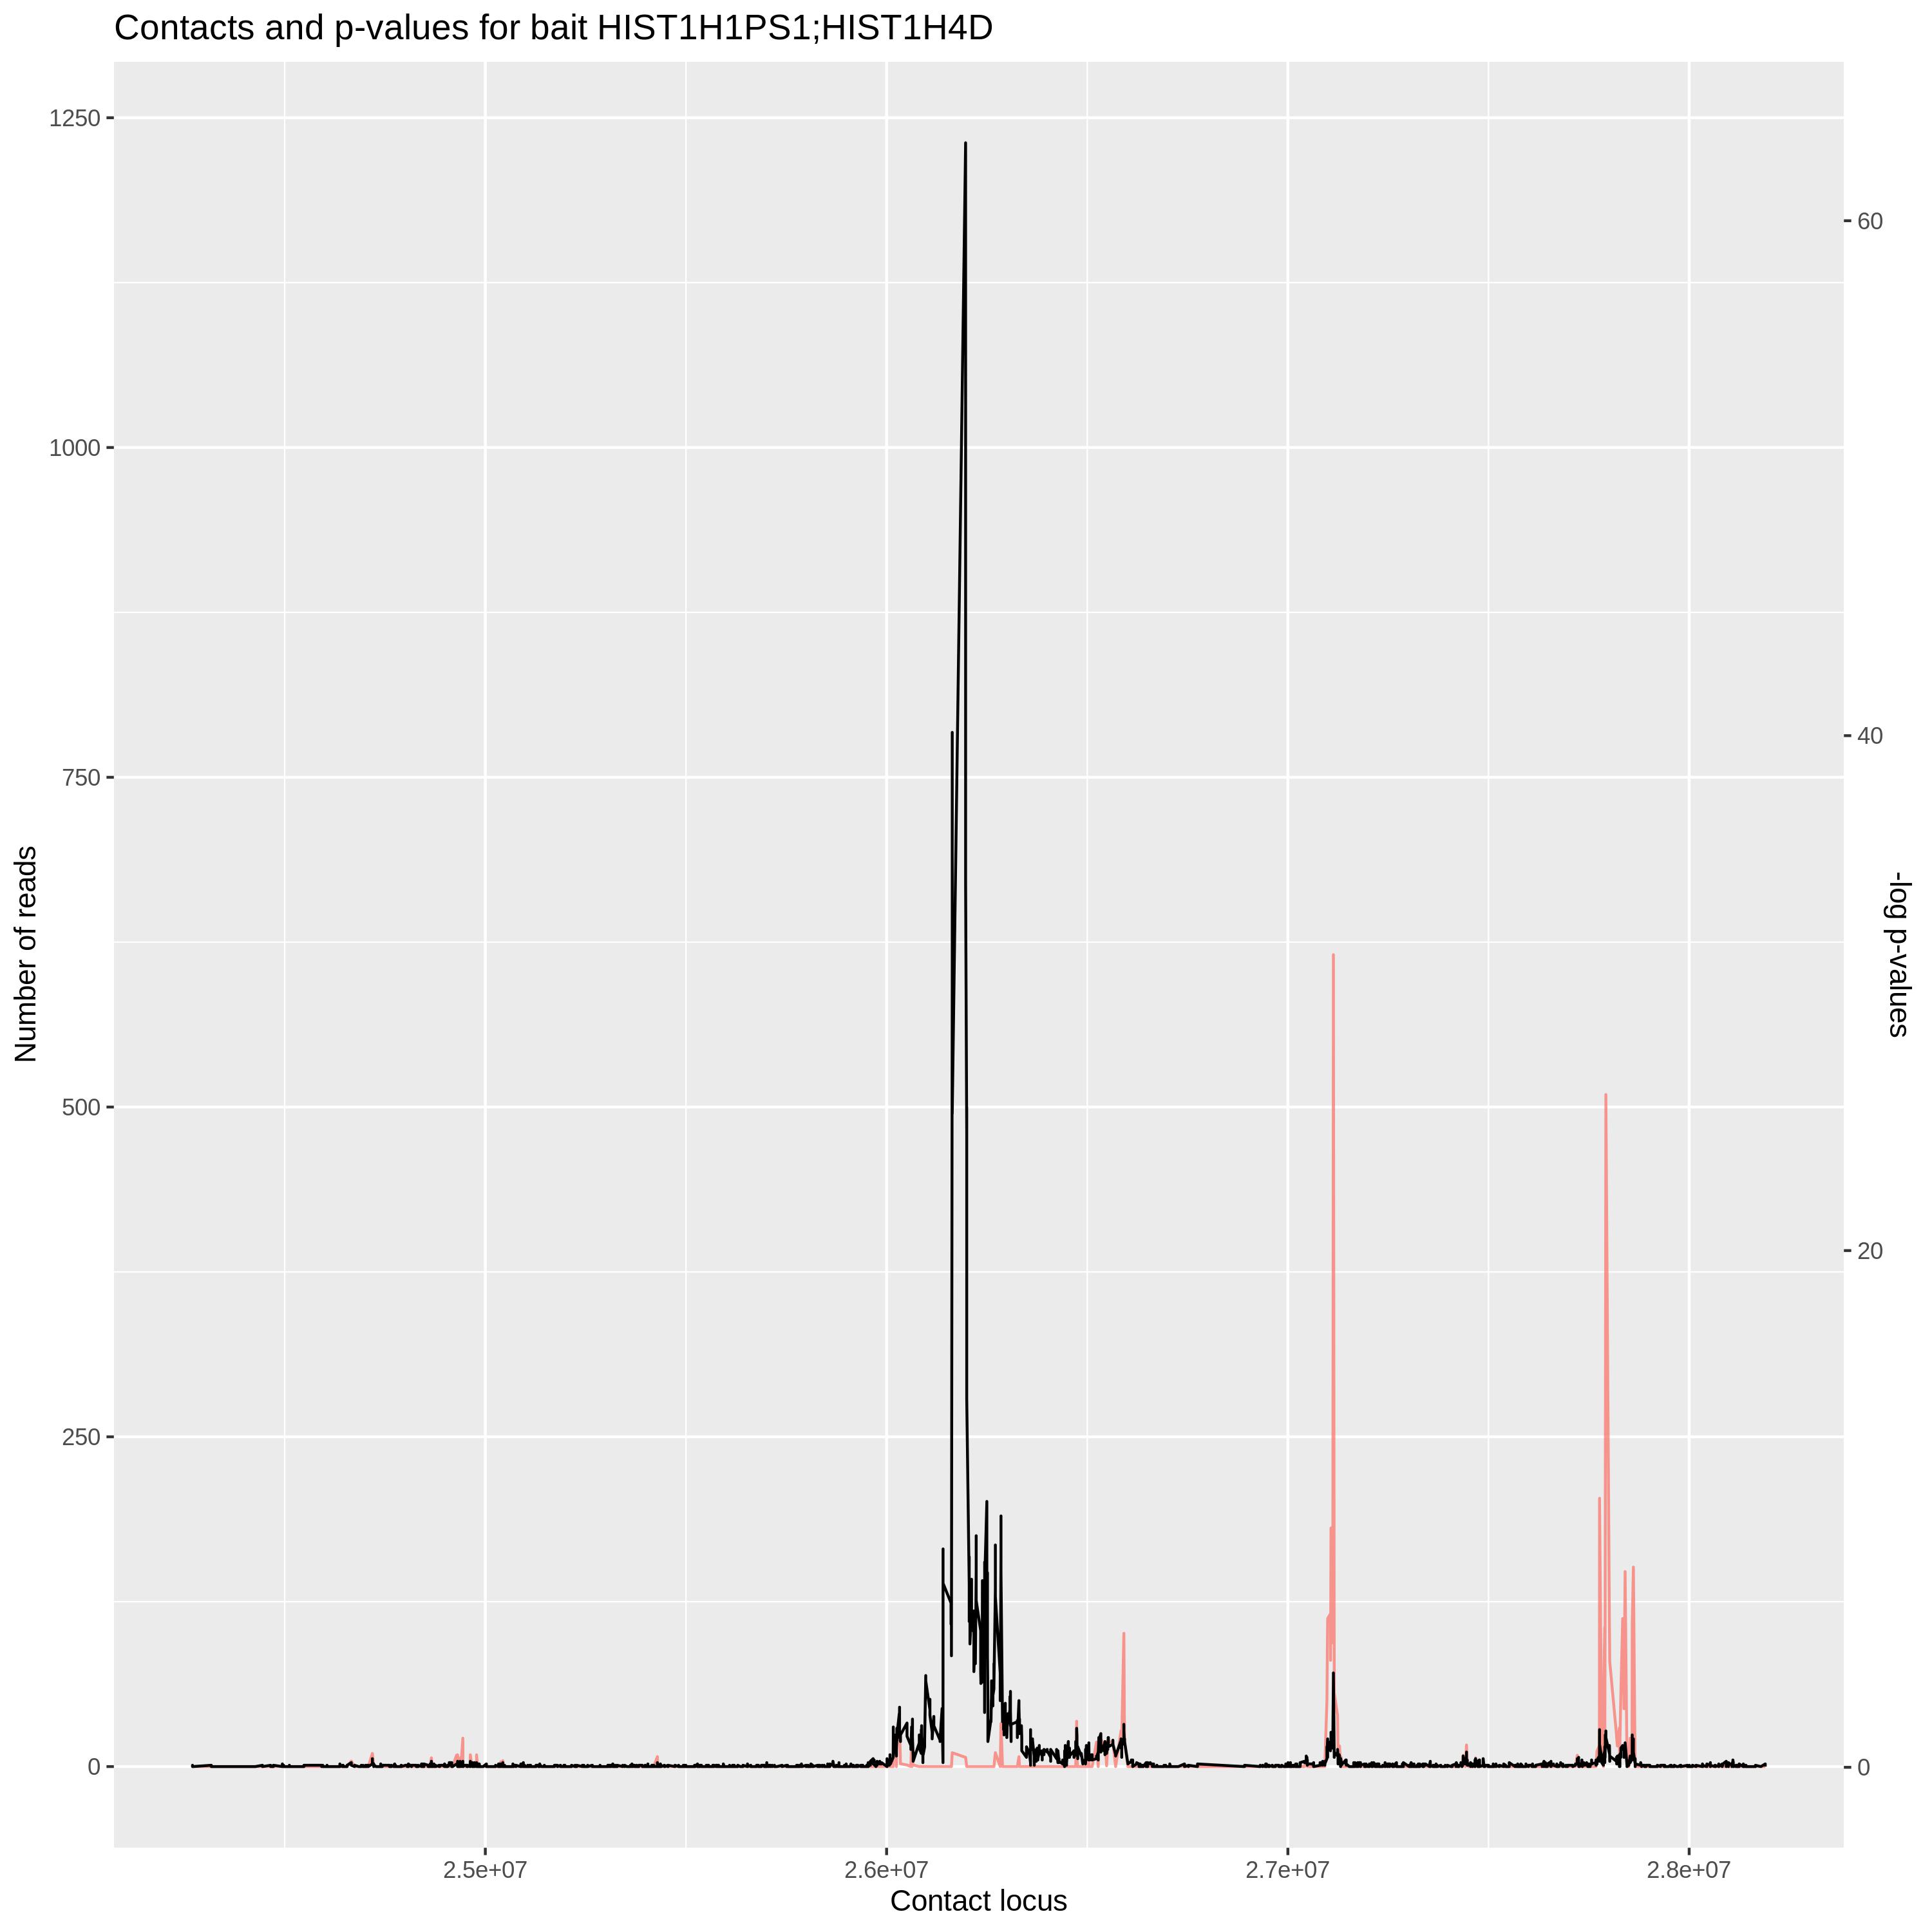 Contacts and p-values for bait HIST1H1PS1;HIST1H4D
1250
1000
750
500
250
0
Number of reads
60
40
20
0
-log p-values
2.5e+07
2.6e+07
2.7e+07
2.8e+07
Contact locus